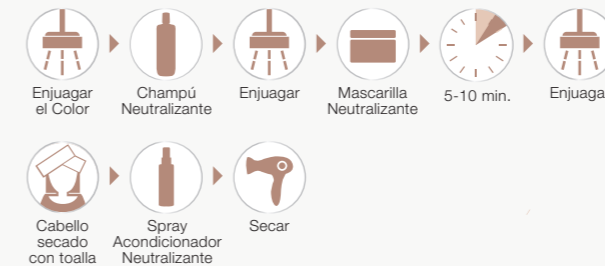 Enjuagar
el Color
Champú
Neutralizante
Enjuagar
Mascarilla
Neutralizante
5-10 min.
Enjuaga
Cabello
secado
con toalla
Spray
Acondicionador
Neutralizante
Secar